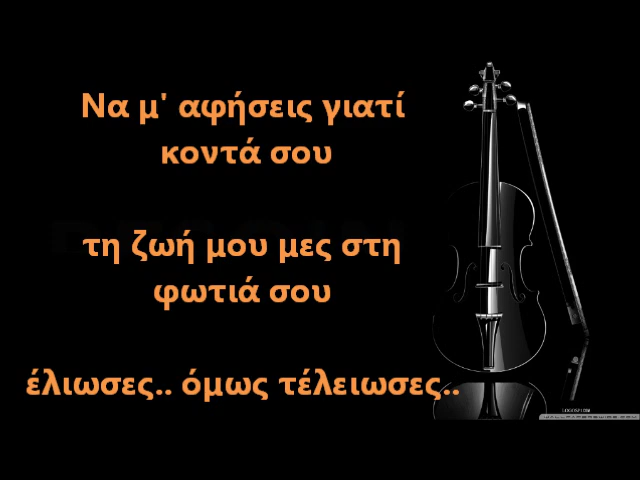 Να μ' αφήσεις γιατί
κοντά σου
τη ζωή μου μες στη
φωτιά σου
έλιωσες.. όμως τέλειωσες..